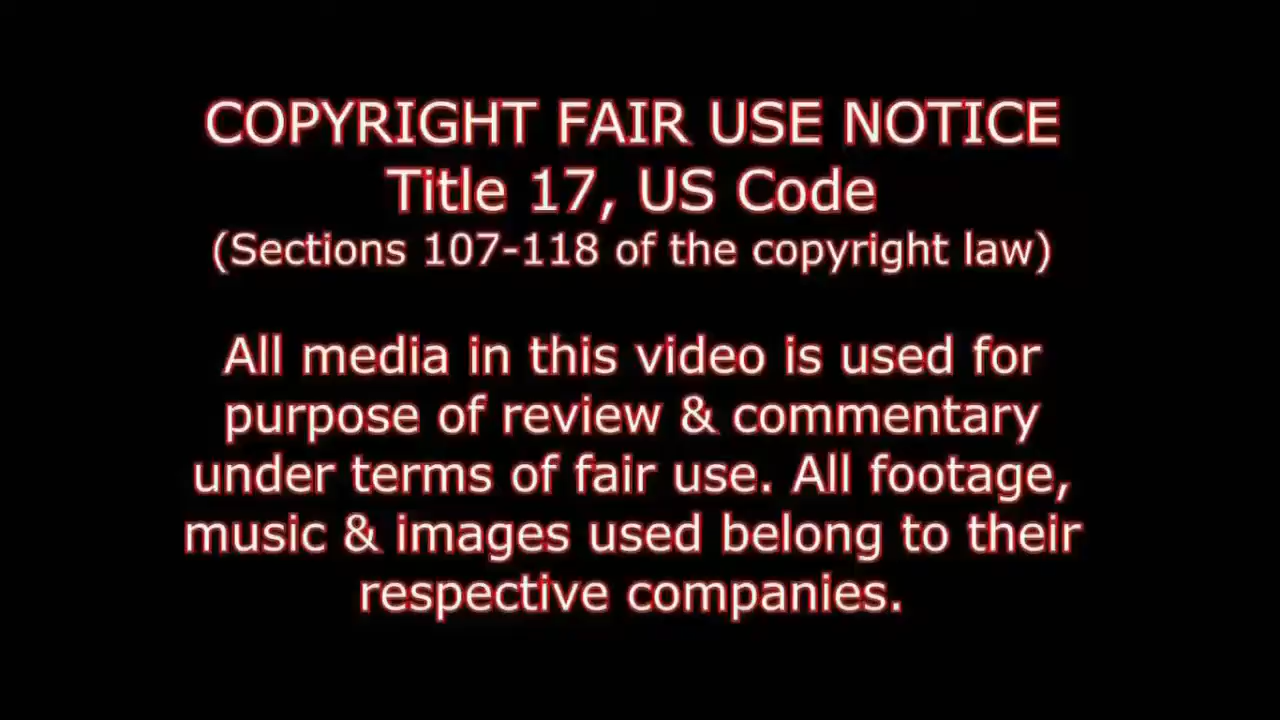 COPYRIGHT FAIR USE NOTICE
Title 17, US Code
(Sections 107-118 of the copyright law)
All media in this video is used for
purpose of review & commentary
under terms of fair use. All footage,
music & images used belong to their
respective companies.